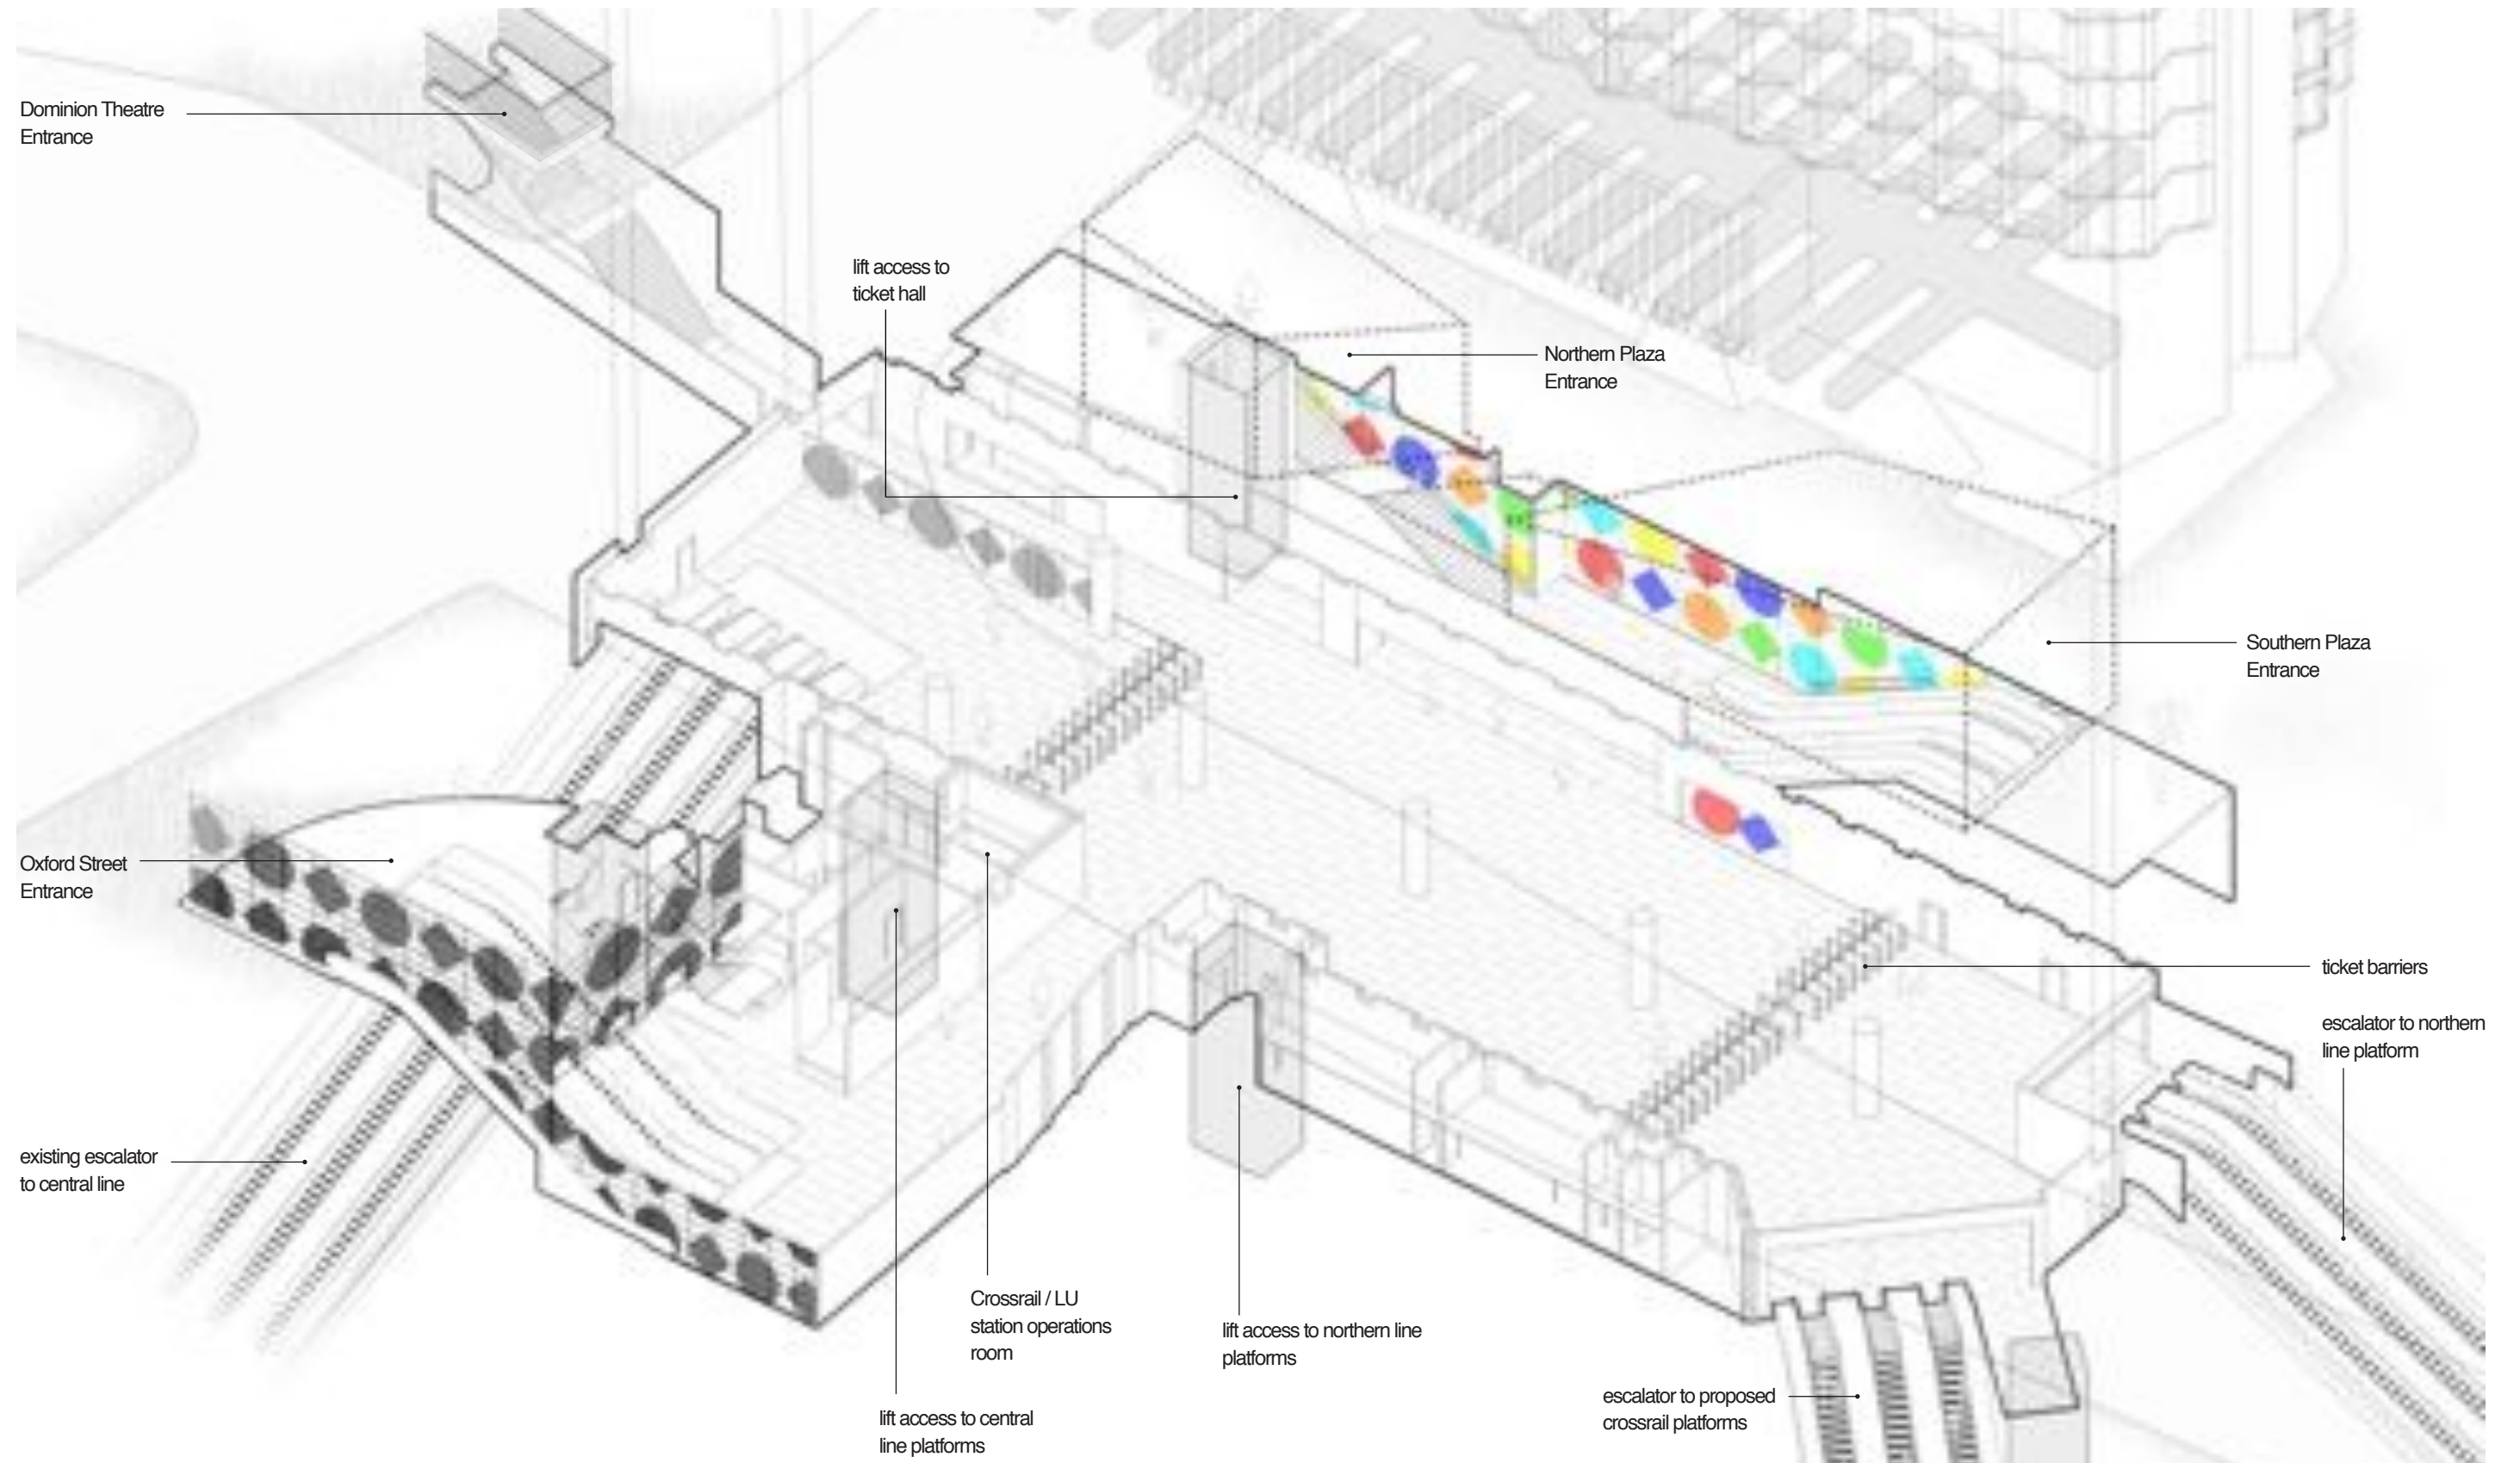 Dominion Theatre
Entrance
lift access to
ticket hall
Northern Plaza
Entrance
Southern Plaza
Entrance
Oxford Street
Entrance
ticket barriers
escalator to northern
line platform
existing escalator
to central line
Crossrail / LU
station operations
room
lift access to northern line
platforms
escalator to proposed
crossrail platforms
lift access to central
line platforms